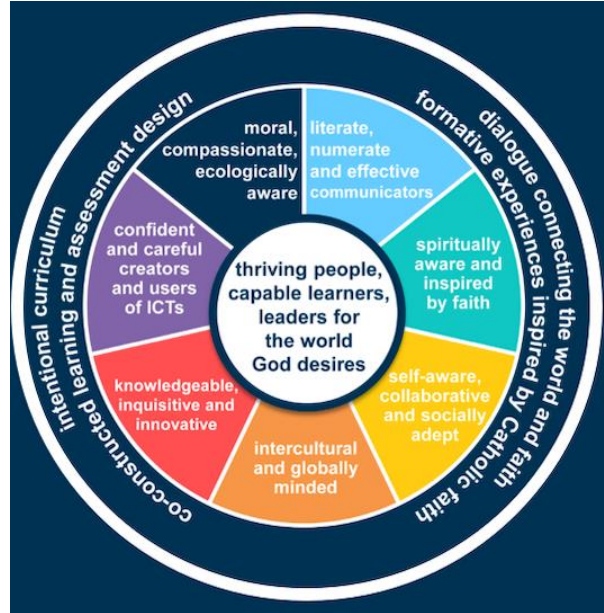 intentional curriculum
co-constructed learning and assessment design
dialogue connecting the world and faith
formative experiences inspired by Catholic faith
moral,
compassionate,
ecologically
aware
literate,
numerate
and effective
communicators
confident
and careful
creators
and users
of ICTs
spiritually
aware and
inspired
by faith
thriving people,
capable learners,
leaders for
the world
God desires
knowledgeable,
inquisitive and
innovative
self-aware,
collaborative
and socially
adept
intercultural
and globally
minded